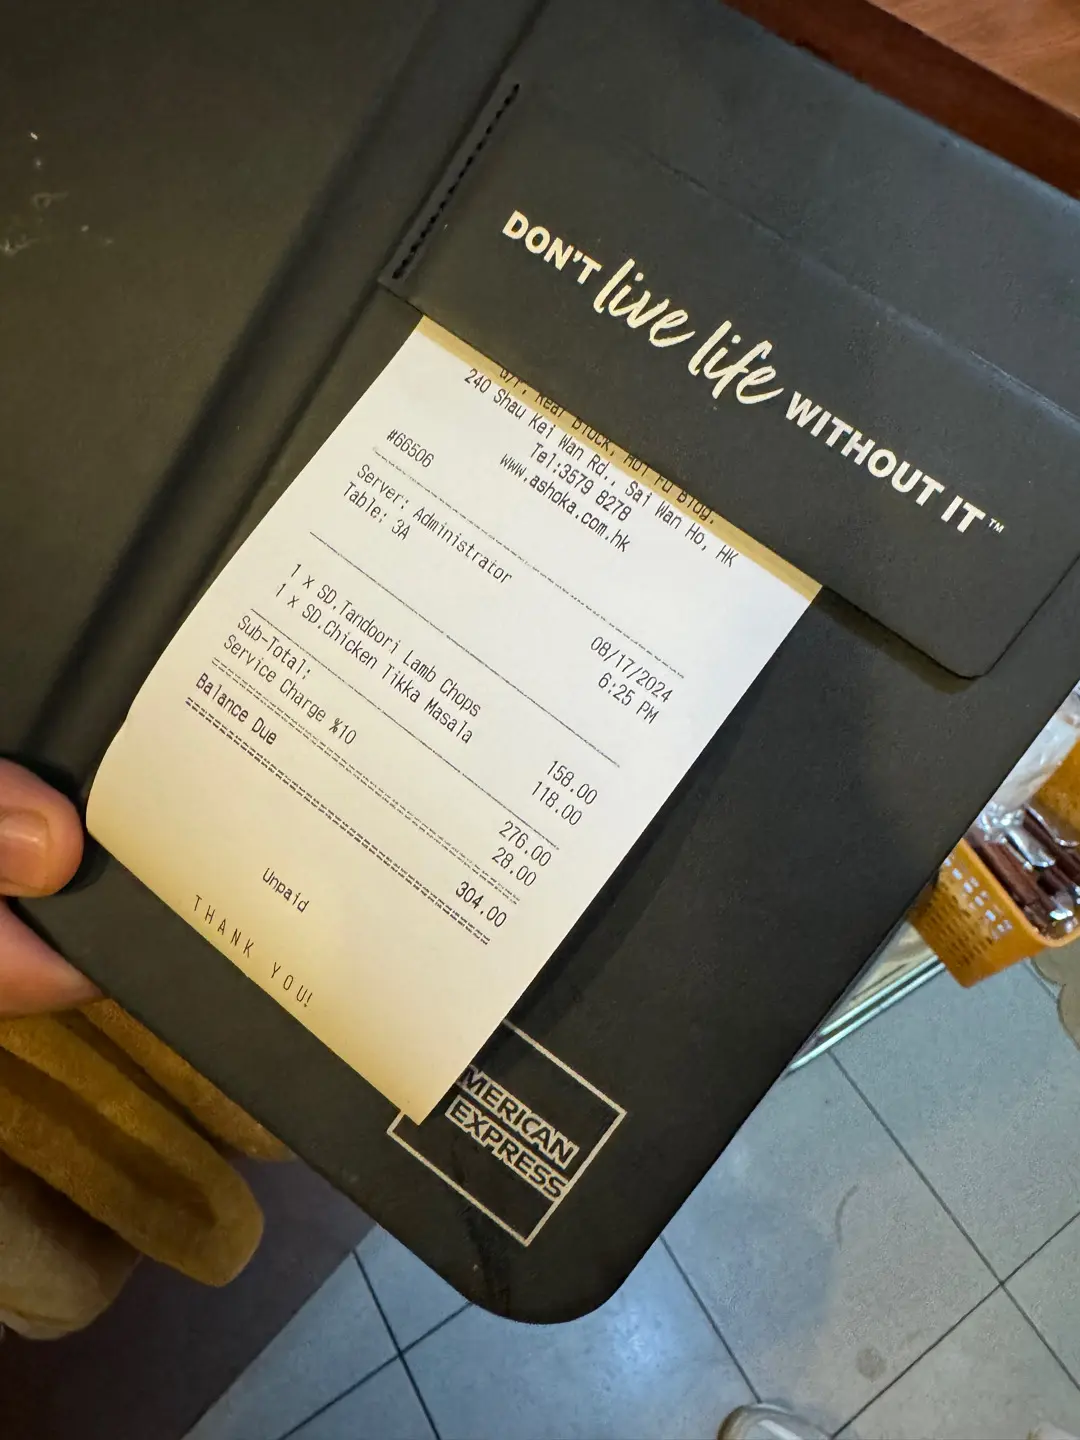 DON'T live life WITHOUT IT™
G/F, Rear Block, Hoi Fu Bldg.
240 Shau Kei Wan Rd., Sai Wan Ho, HK
Tel:3579 8278
www.ashoka.com.hk
#66506
Server: Administrator 08/17/2024
Table: 3A 6:25 PM
1 x SD.Tandoori Lamb Chops 158.00
1 x SD.Chicken Tikka Masala 118.00
Sub-Total: 276.00
Service Charge %10 28.00
Balance Due 304.00
Unpaid
THANK YOU!
MERICAN
EXPRESS